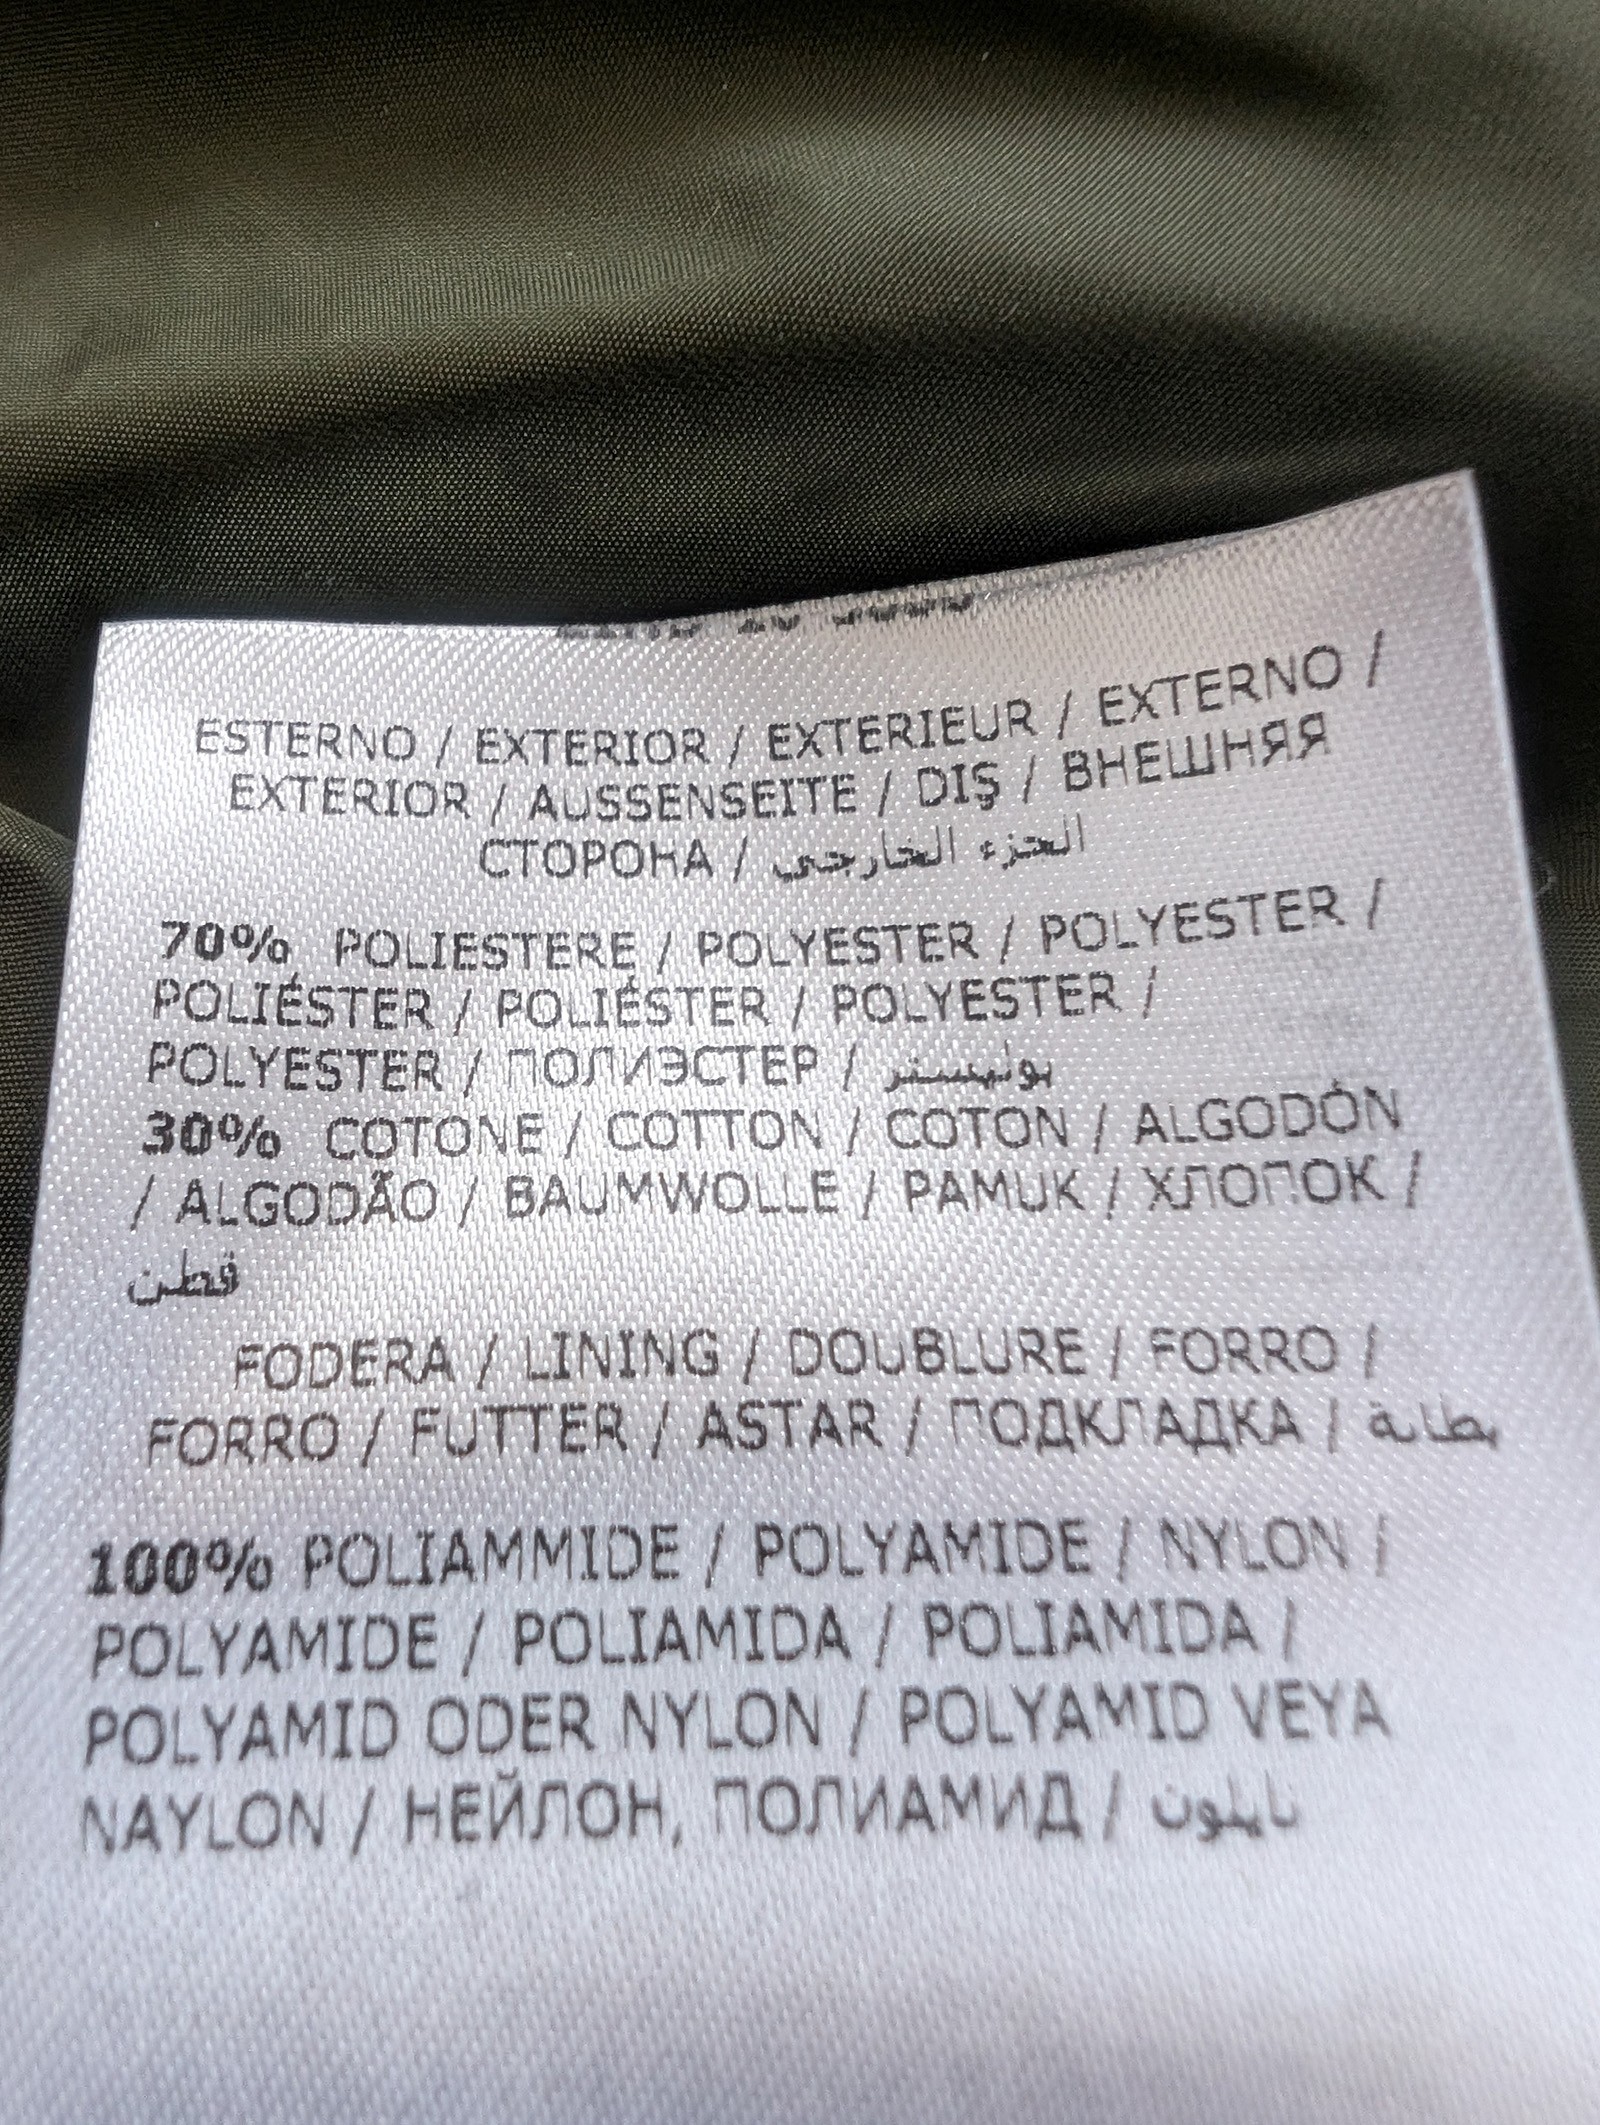 ESTERNO / EXTERIOR / EXTERIEUR / EXTERNO /
EXTERIOR / AUSSENSEITE / DIŞ / ВНЕШНЯЯ
СТОРОНА / الجزء الخارجي
70% POLIESTERE / POLYESTER / POLYESTER /
POLIÉSTER / POLIÉSTER / POLYESTER /
POLYESTER / ПОЛИЭСТЕР / بوليستر
30% COTONE / COTTON / COTON / ALGODÓN
/ ALGODÃO / BAUMWOLLE / PAMUK / ХЛОПОК /
قطن
FODERA / LINING / DOUBLURE / FORRO /
FORRO / FUTTER / ASTAR / ПОДКЛАДКА / بطانة
100% POLIAMMIDE / POLYAMIDE / NYLON /
POLYAMIDE / POLIAMIDA / POLIAMIDA /
POLYAMID ODER NYLON / POLYAMID VEYA
NAYLON / НЕЙЛОН, ПОЛИАМИД / نايلون